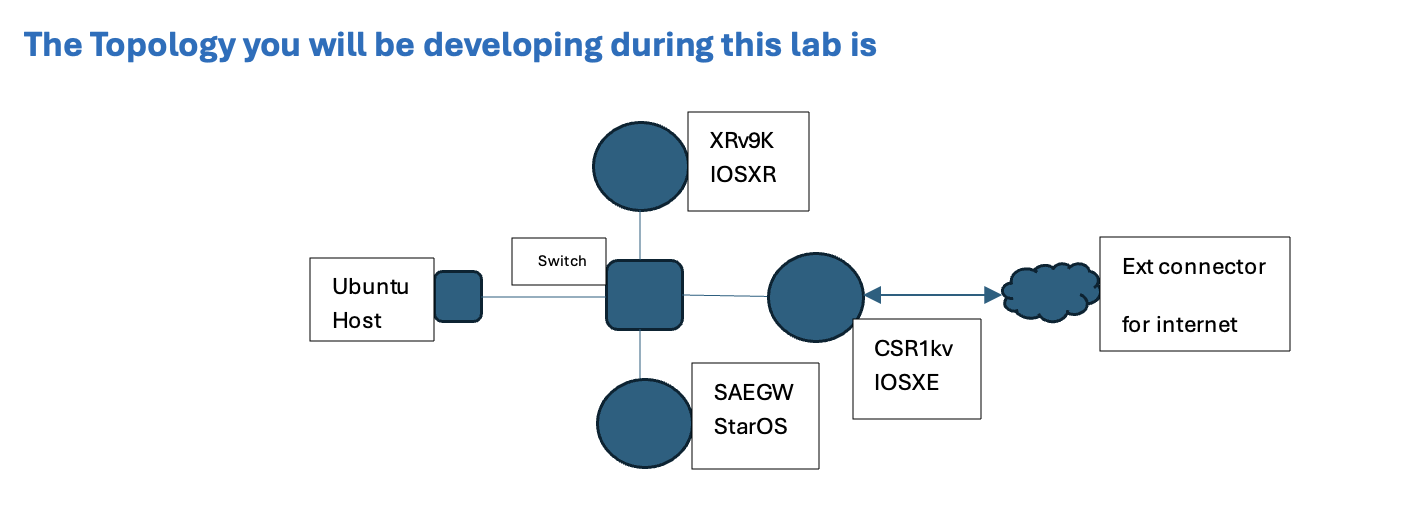 The Topology you will be developing during this lab is
XRv9K
IOSXR
Switch
Ubuntu
Host
Ext connector
for internet
CSR1kv
IOSXE
SAEGW
StarOS